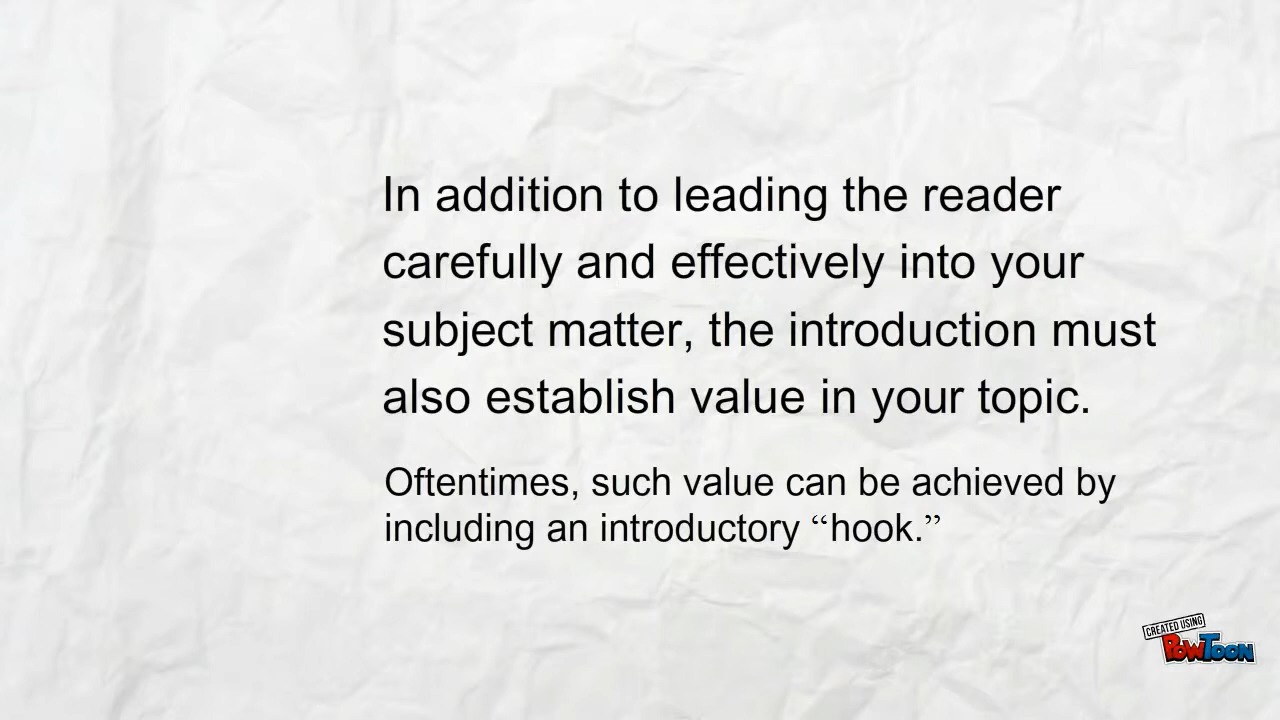 In addition to leading the reader
carefully and effectively into your
subject matter, the introduction must
also establish value in your topic.
Oftentimes, such value can be achieved by
including an introductory “hook.”
CREATED USING
POWTOON